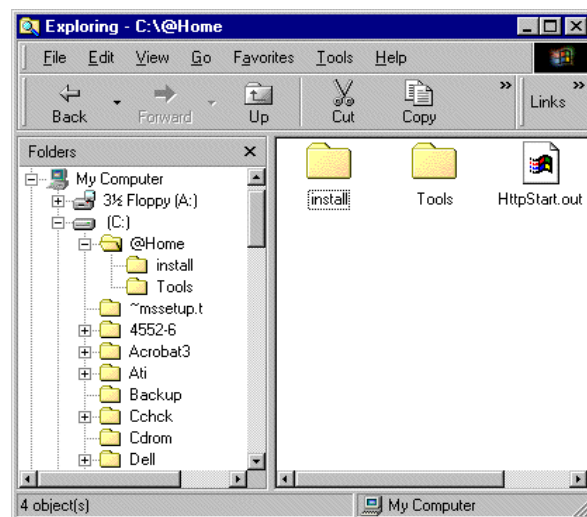 Exploring - C:\@Home
File Edit View Go Favorites Tools Help
Back Forward Up Cut Copy » Links »
Folders
My Computer
3½ Floppy (A:)
(C:)
@Home
install
Tools
~mssetup.t
4552-6
Acrobat3
Ati
Backup
Cchck
Cdrom
Dell
install Tools HttpStart.out
4 object(s) My Computer